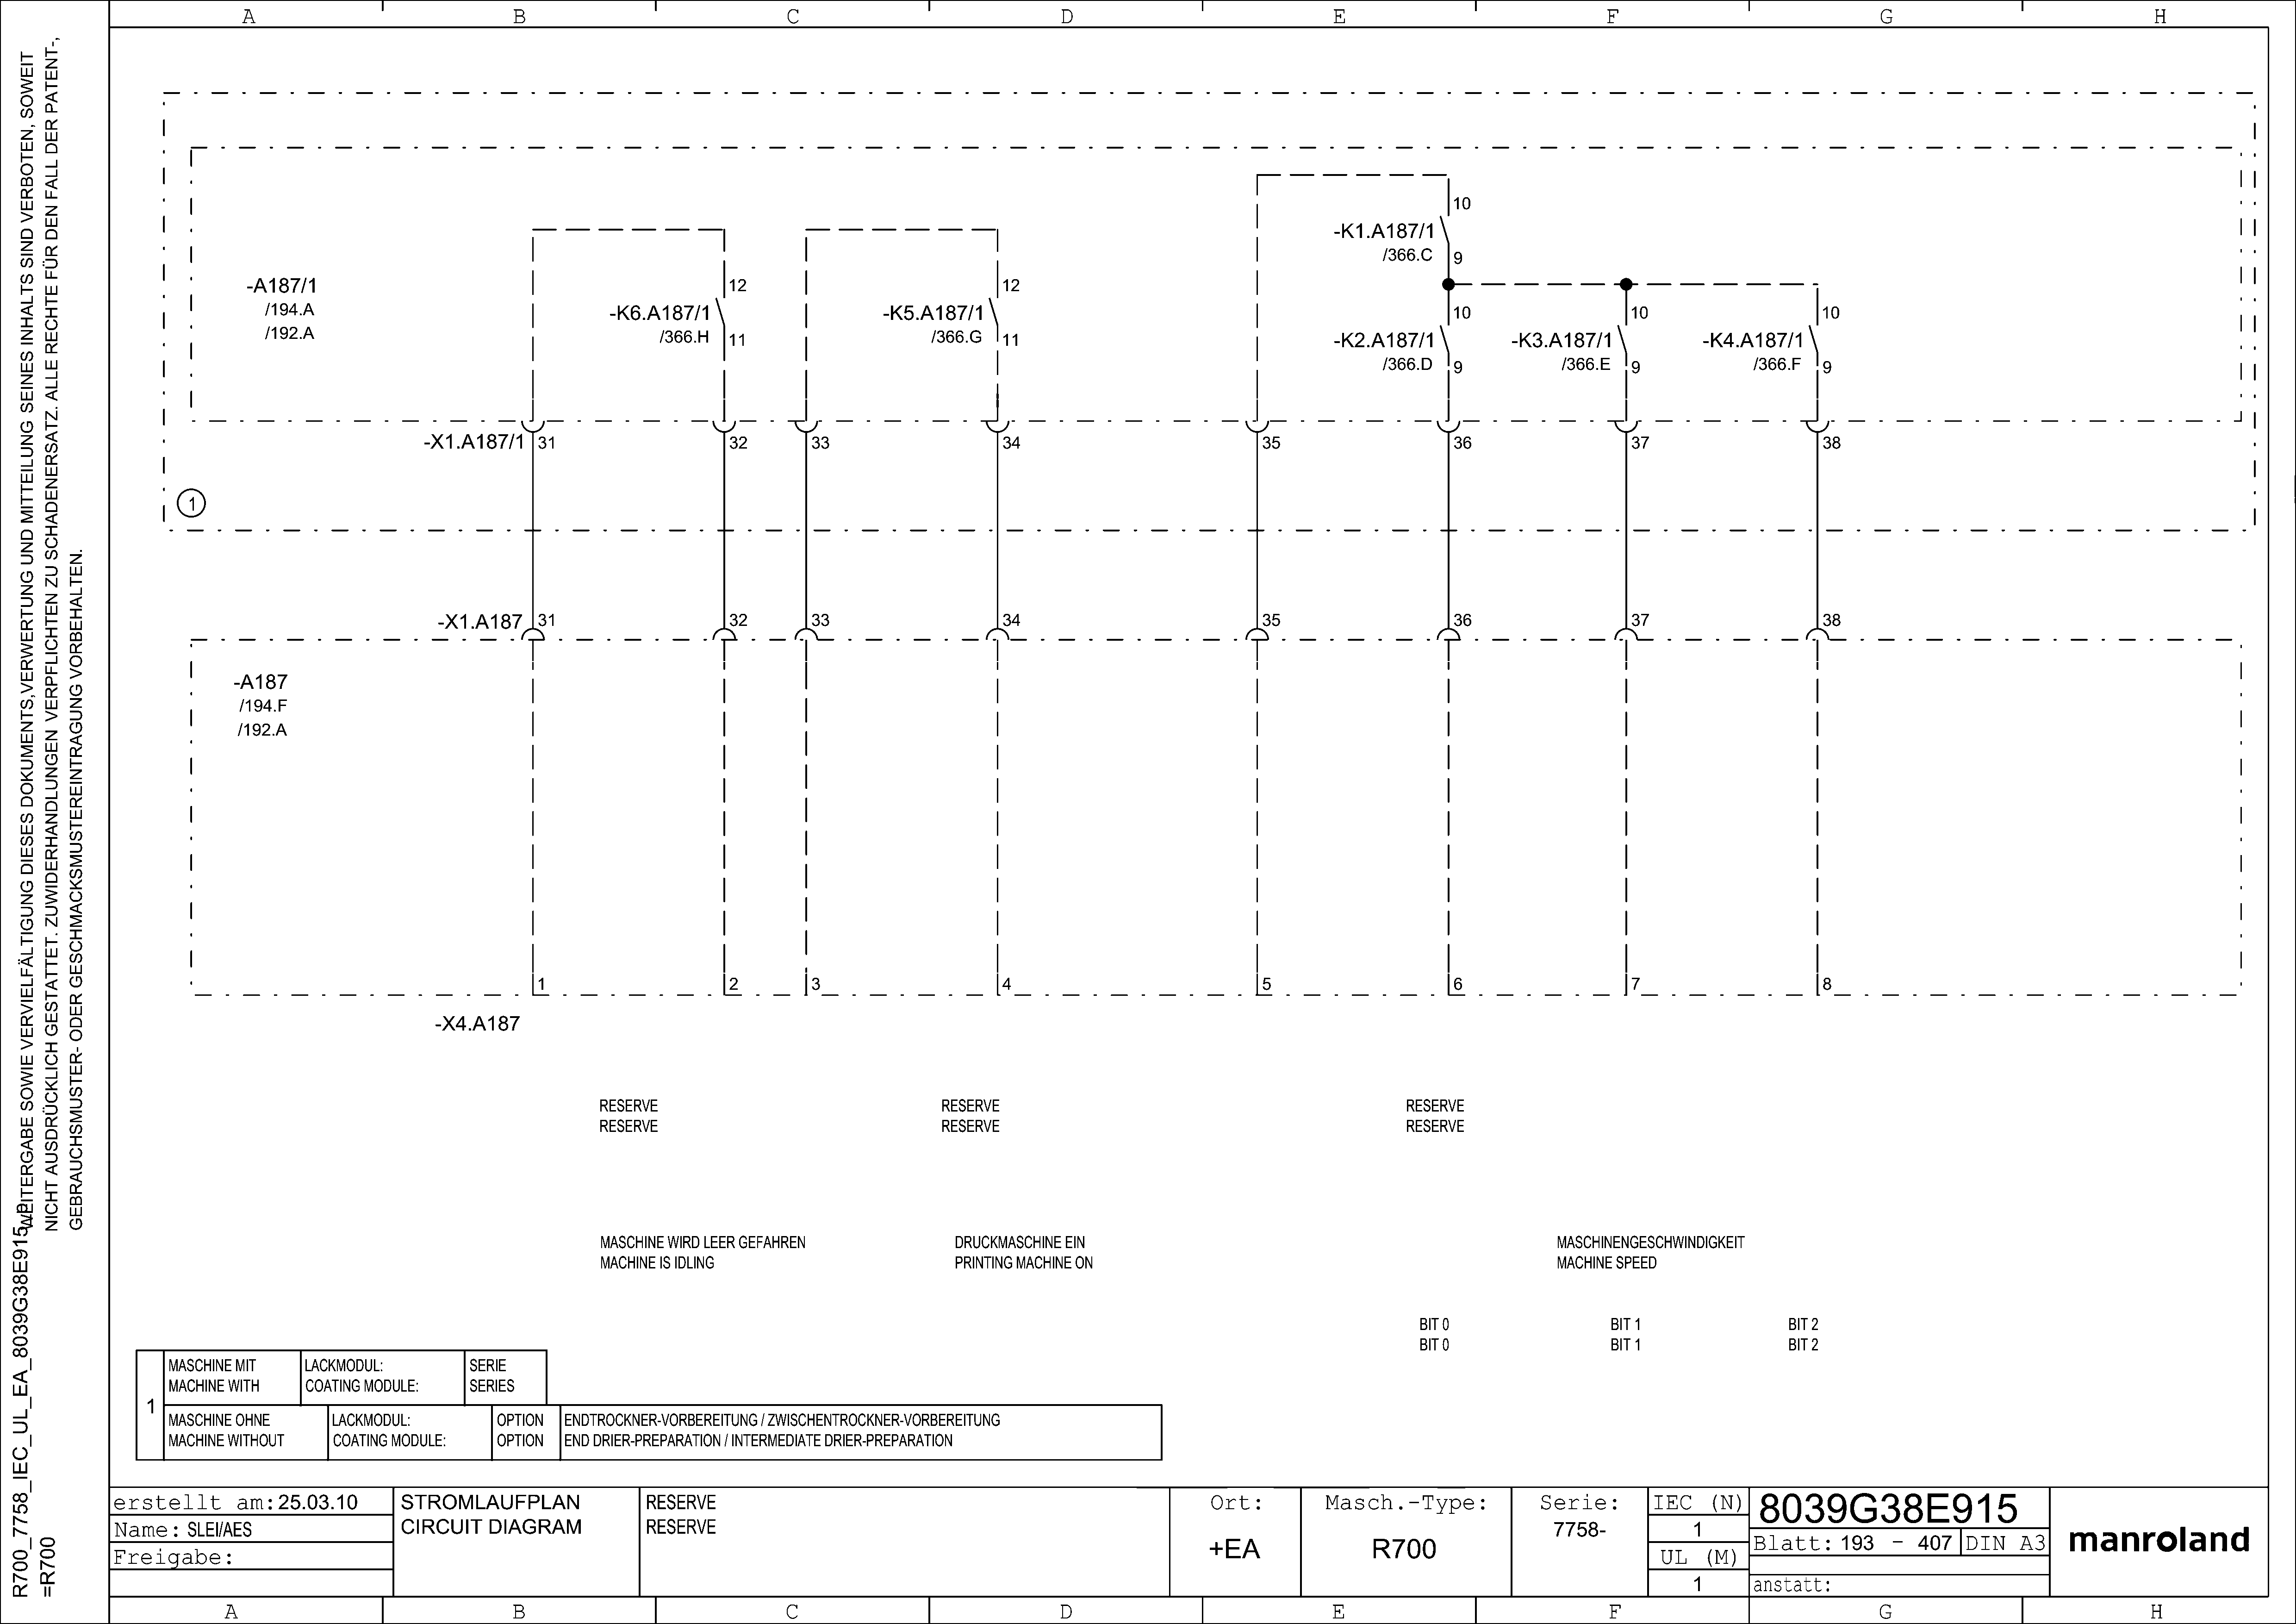 A B C D E F G H
WEITERGABE SOWIE VERVIELFÄLTIGUNG DIESES DOKUMENTS,VERWERTUNG UND MITTEILUNG SEINES INHALTS SIND VERBOTEN, SOWEIT
NICHT AUSDRÜCKLICH GESTATTET. ZUWIDERHANDLUNGEN VERPFLICHTEN ZU SCHADENERSATZ. ALLE RECHTE FÜR DEN FALL DER PATENT-,
GEBRAUCHSMUSTER- ODER GESCHMACKSMUSTEREINTRAGUNG VORBEHALTEN.
R700_7758_IEC_UL_EA_8039G38E915_0
=R700
10
-K1.A187/1
/366.C 9
-A187/1
/194.A
/192.A
12 12
-K6.A187/1 -K5.A187/1
/366.H 11 /366.G 11
10 10 10
-K2.A187/1 -K3.A187/1 -K4.A187/1
/366.D 9 /366.E 9 /366.F 9
-X1.A187/1 31 32 33 34 35 36 37 38
1
-X1.A187 31 32 33 34 35 36 37 38
-A187
/194.F
/192.A
1 2 3 4 5 6 7 8
-X4.A187
RESERVE RESERVE RESERVE
RESERVE RESERVE RESERVE
MASCHINE WIRD LEER GEFAHREN DRUCKMASCHINE EIN MASCHINENGESCHWINDIGKEIT
MACHINE IS IDLING PRINTING MACHINE ON MACHINE SPEED
BIT 0 BIT 1 BIT 2
BIT 0 BIT 1 BIT 2
1
MASCHINE MIT LACKMODUL: SERIE
MACHINE WITH COATING MODULE: SERIES
MASCHINE OHNE LACKMODUL: OPTION ENDTROCKNER-VORBEREITUNG / ZWISCHENTROCKNER-VORBEREITUNG
MACHINE WITHOUT COATING MODULE: OPTION END DRIER-PREPARATION / INTERMEDIATE DRIER-PREPARATION
erstellt am: 25.03.10
Name: SLEI/AES
Freigabe:
STROMLAUFPLAN
CIRCUIT DIAGRAM
RESERVE
RESERVE
Ort:
+EA
Masch.-Type:
R700
Serie:
7758-
IEC (N)
1
UL (M)
1
8039G38E915
Blatt: 193 - 407 DIN A3
anstatt:
manroland
A B C D E F G H